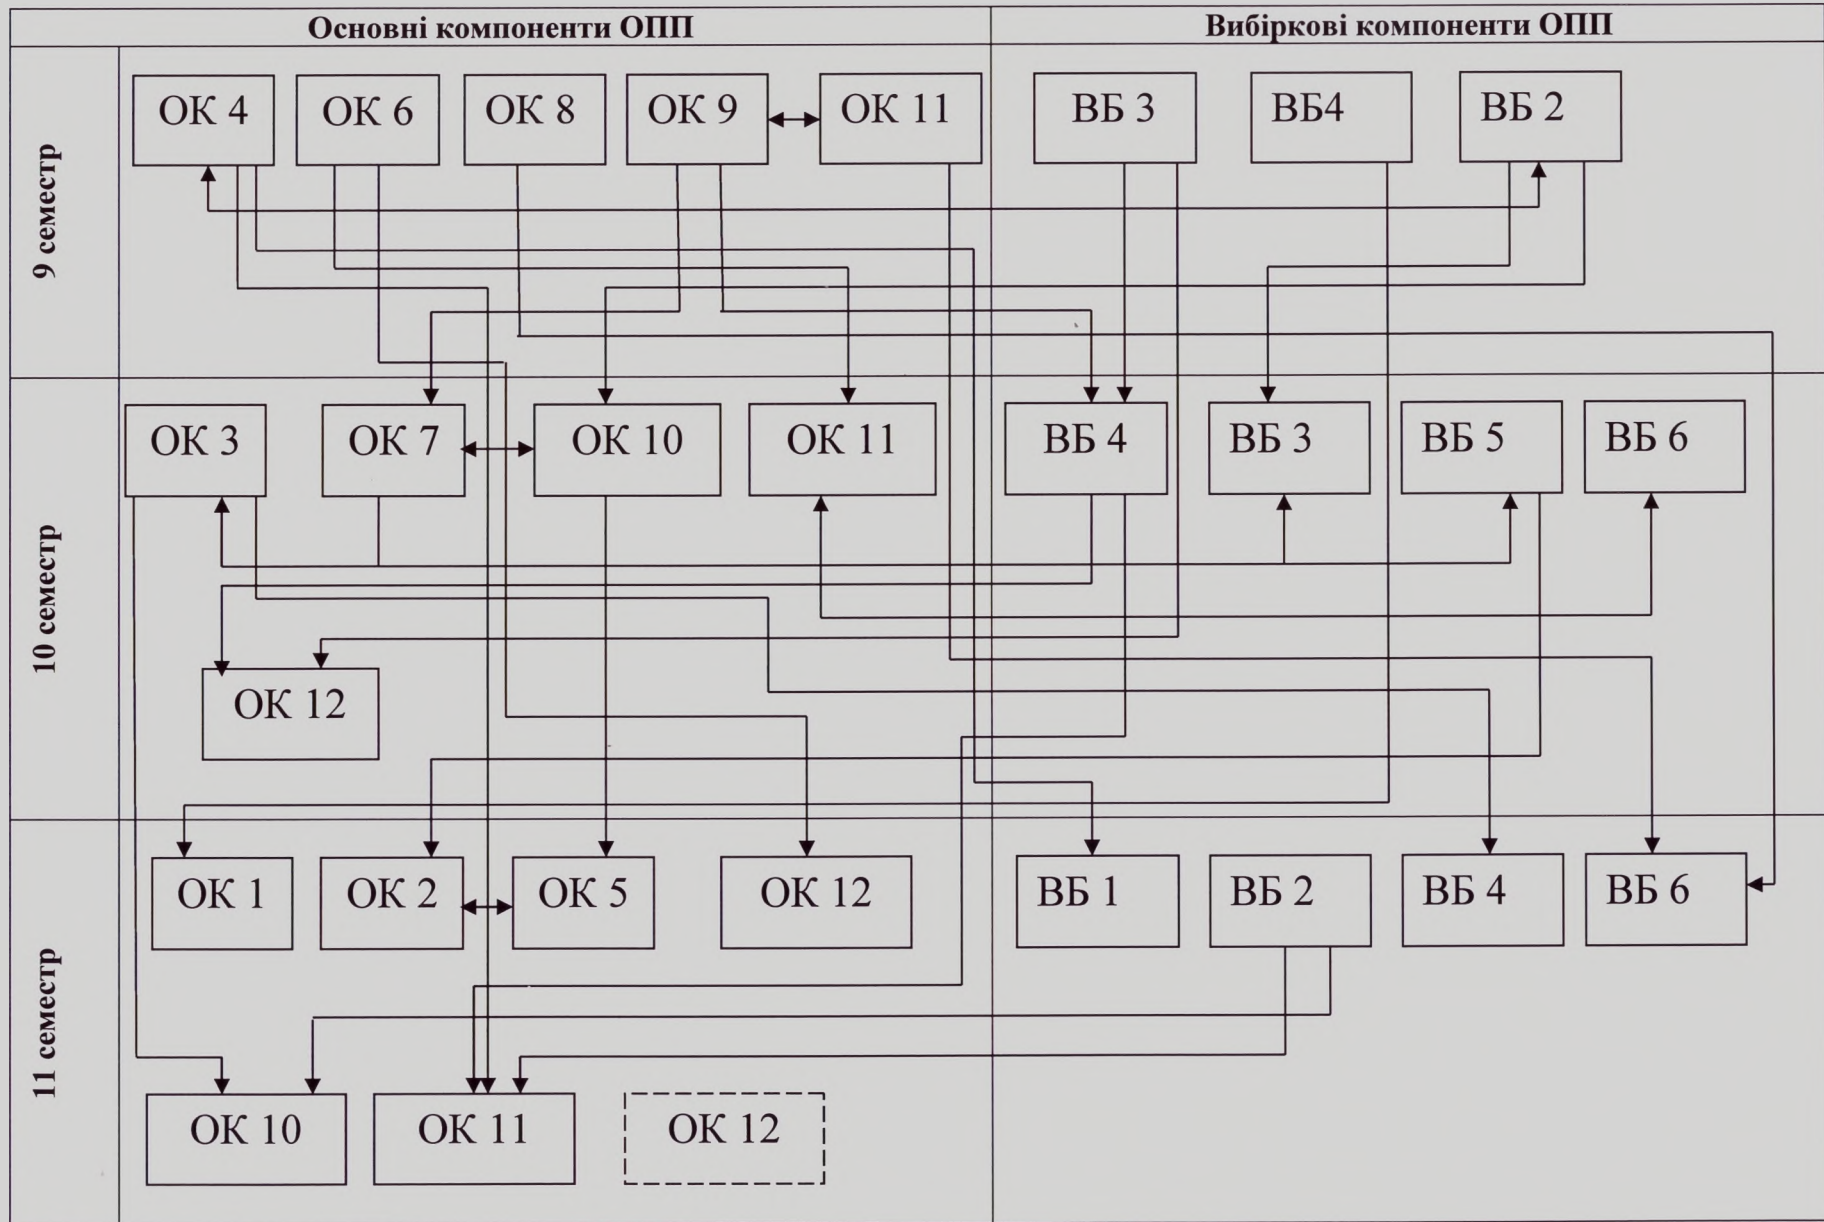 Основні компоненти ОПП
Вибіркові компоненти ОПП
9 семестр
ОК 4
ОК 6
ОК 8
ОК 9
ОК 11
ВБ 3
ВБ4
ВБ 2
10 семестр
ОК 3
ОК 7
ОК 10
ОК 11
ВБ 4
ВБ 3
ВБ 5
ВБ 6
ОК 12
11 семестр
ОК 1
ОК 2
ОК 5
ОК 12
ВБ 1
ВБ 2
ВБ 4
ВБ 6
ОК 10
ОК 11
ОК 12